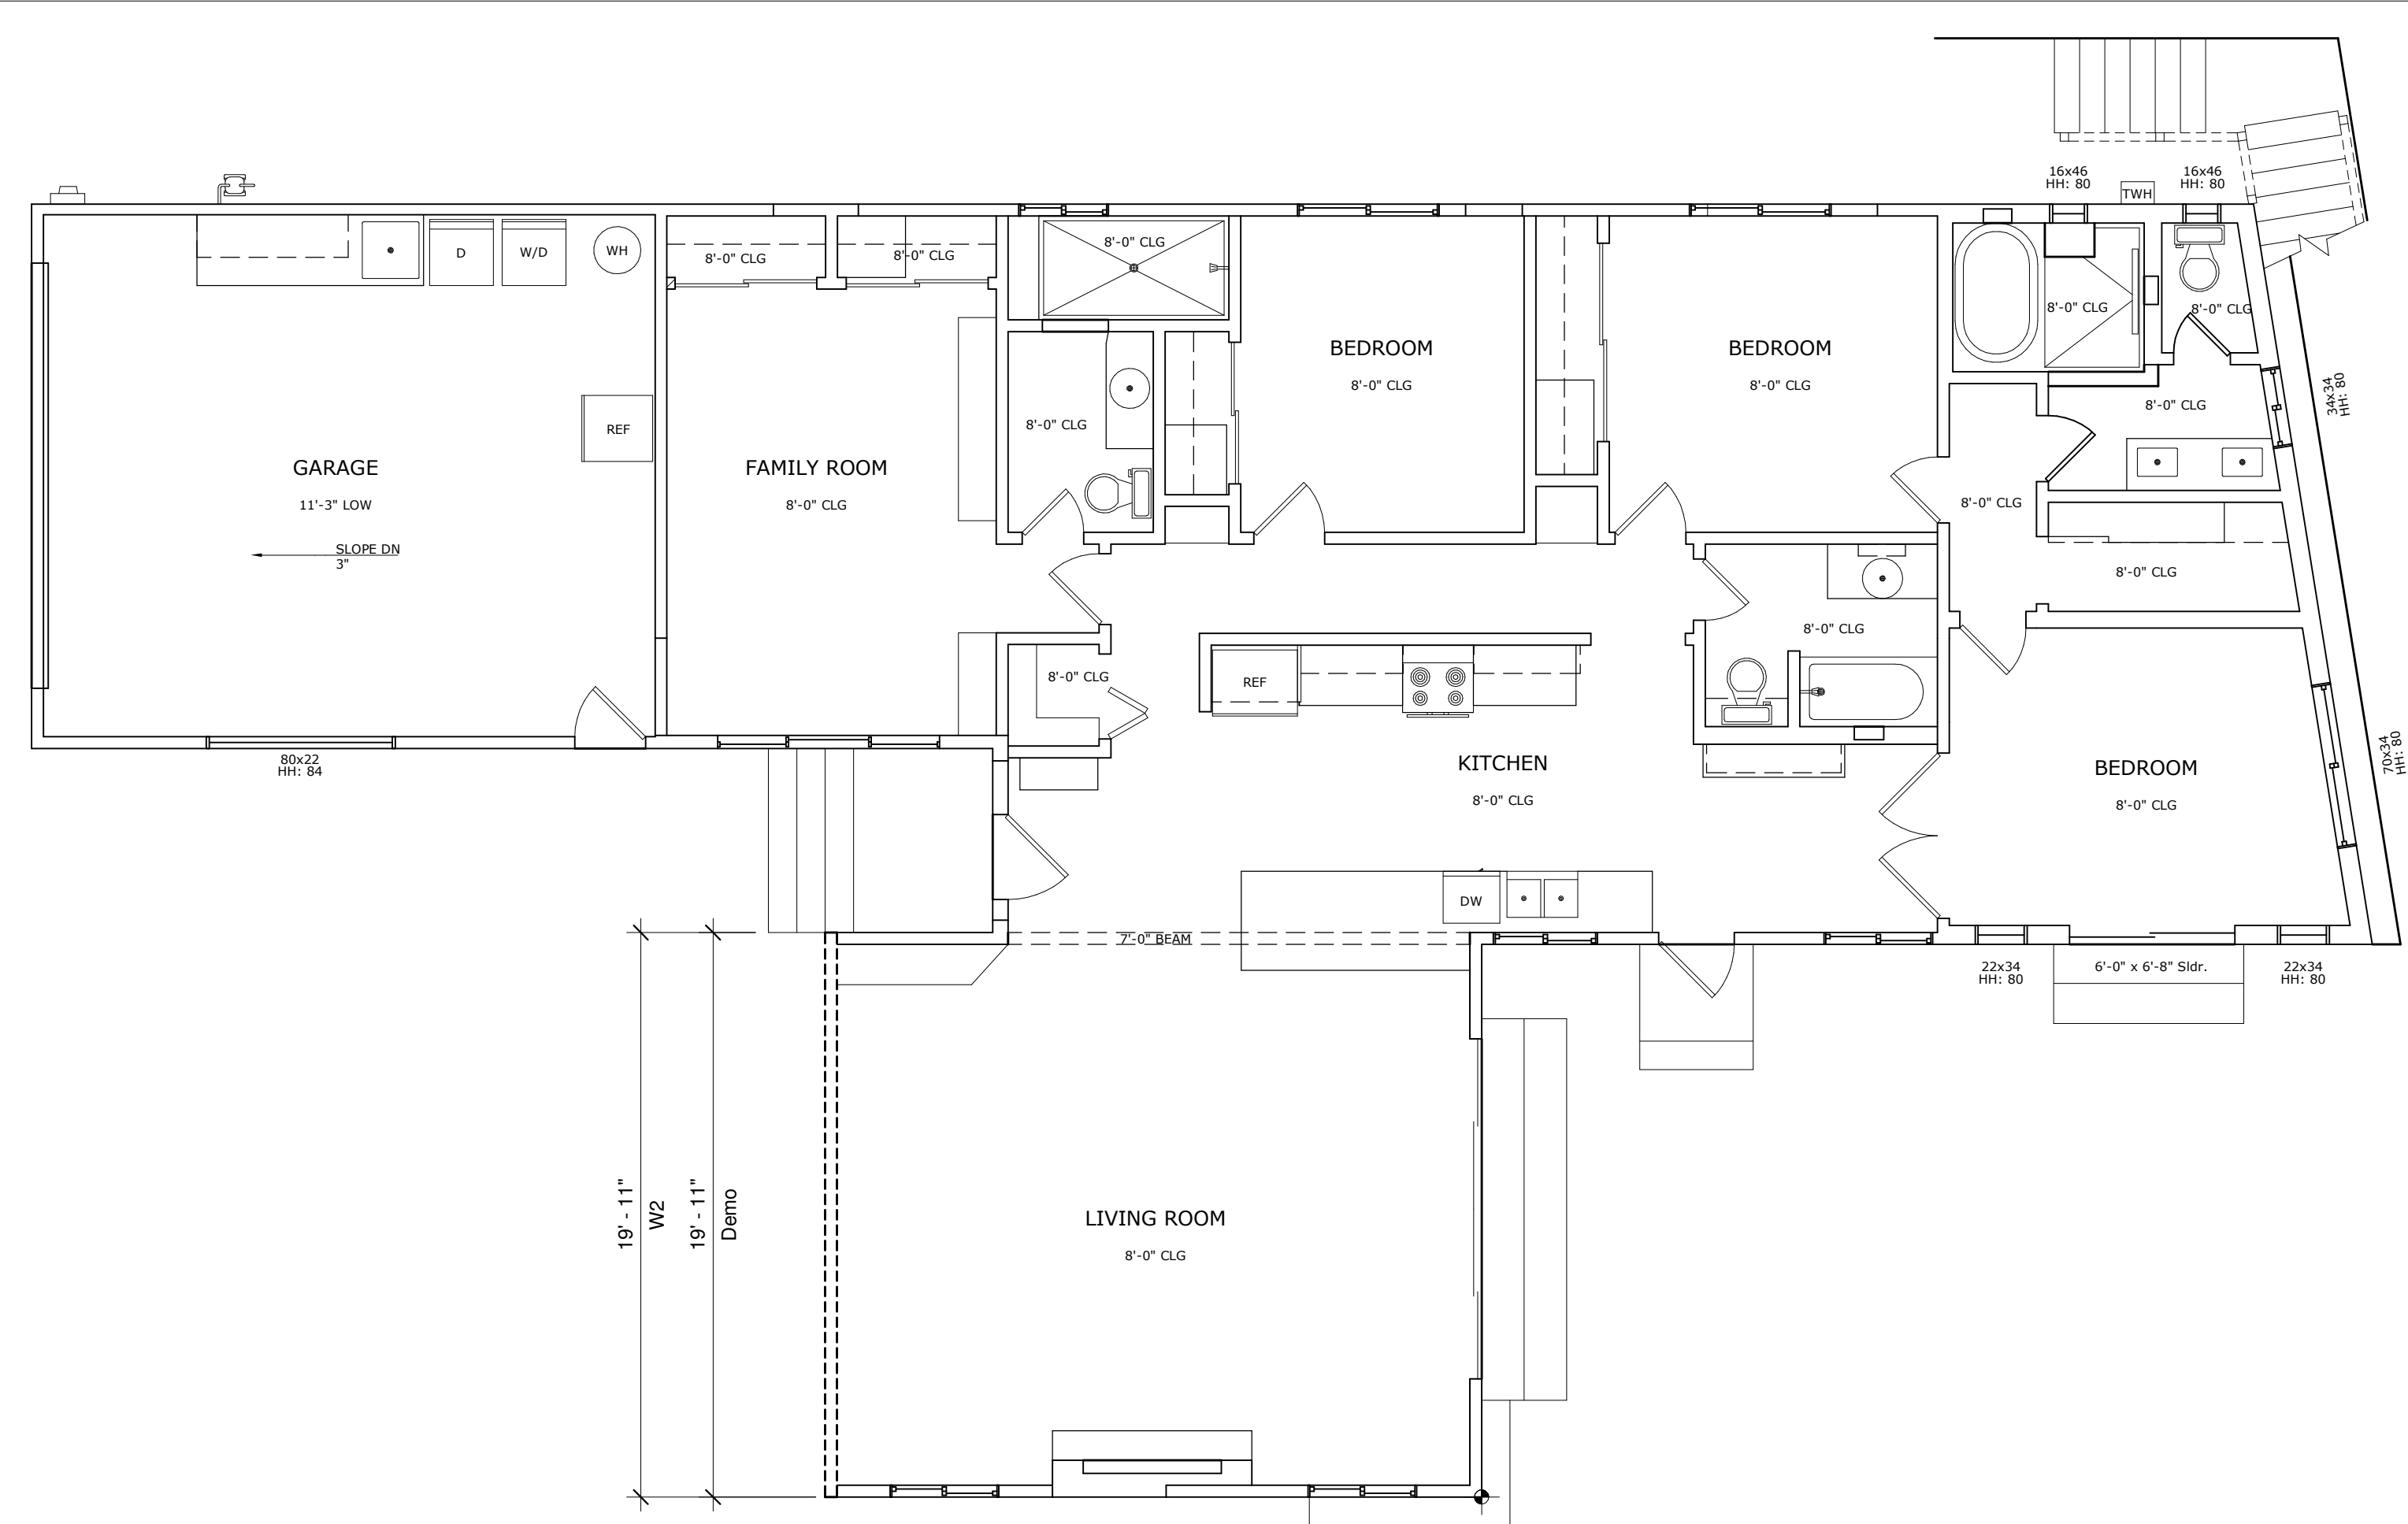 16x46
HH: 80
16x46
HH: 80
TWH
D
W/D
WH
8'-0" CLG
8'-0" CLG
8'-0" CLG
8'-0" CLG
8'-0" CLG
34x34
HH: 80
BEDROOM
8'-0" CLG
BEDROOM
8'-0" CLG
8'-0" CLG
REF
8'-0" CLG
GARAGE
11'-3" LOW
SLOPE DN
3"
FAMILY ROOM
8'-0" CLG
8'-0" CLG
8'-0" CLG
8'-0" CLG
8'-0" CLG
REF
80x22
HH: 84
KITCHEN
8'-0" CLG
BEDROOM
8'-0" CLG
70x34
HH: 80
DW
7'-0" BEAM
22x34
HH: 80
6'-0" x 6'-8" Sldr.
22x34
HH: 80
19' - 11"
W2
19' - 11"
Demo
LIVING ROOM
8'-0" CLG